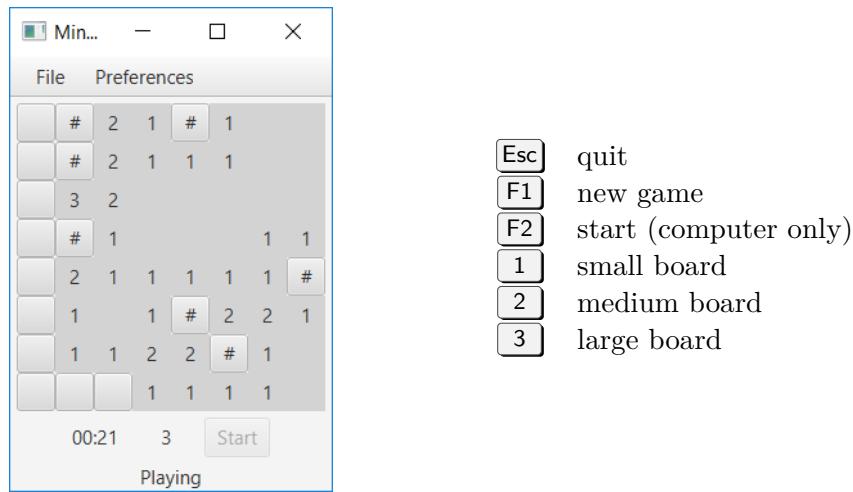 Min...
File Preferences
# 2 1 # 1
# 2 1 1 1
3 2
# 1 1 1
2 1 1 1 1 1 #
1 1 # 2 2 1
1 1 2 2 # 1
1 1 1 1
00:21 3 Start
Playing
Esc quit
F1 new game
F2 start (computer only)
1 small board
2 medium board
3 large board